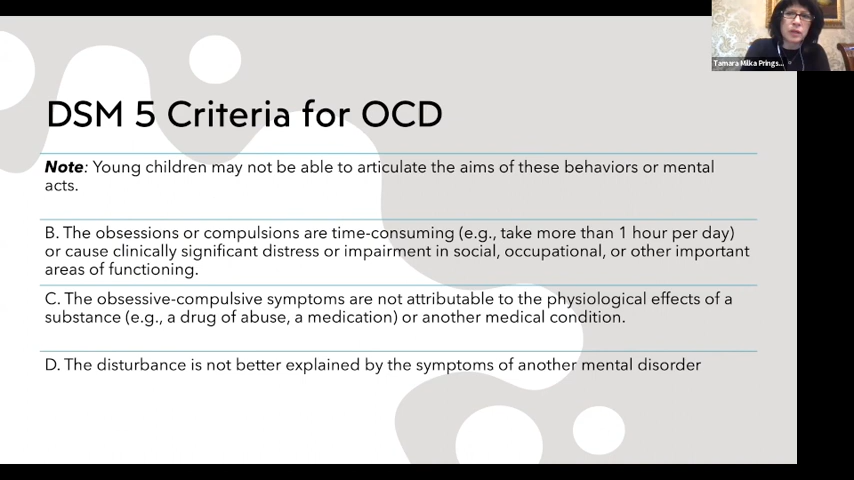 Tamara Milka Prings...
DSM 5 Criteria for OCD
Note: Young children may not be able to articulate the aims of these behaviors or mental
acts.
B. The obsessions or compulsions are time-consuming (e.g., take more than 1 hour per day)
or cause clinically significant distress or impairment in social, occupational, or other important
areas of functioning.
C. The obsessive-compulsive symptoms are not attributable to the physiological effects of a
substance (e.g., a drug of abuse, a medication) or another medical condition.
D. The disturbance is not better explained by the symptoms of another mental disorder